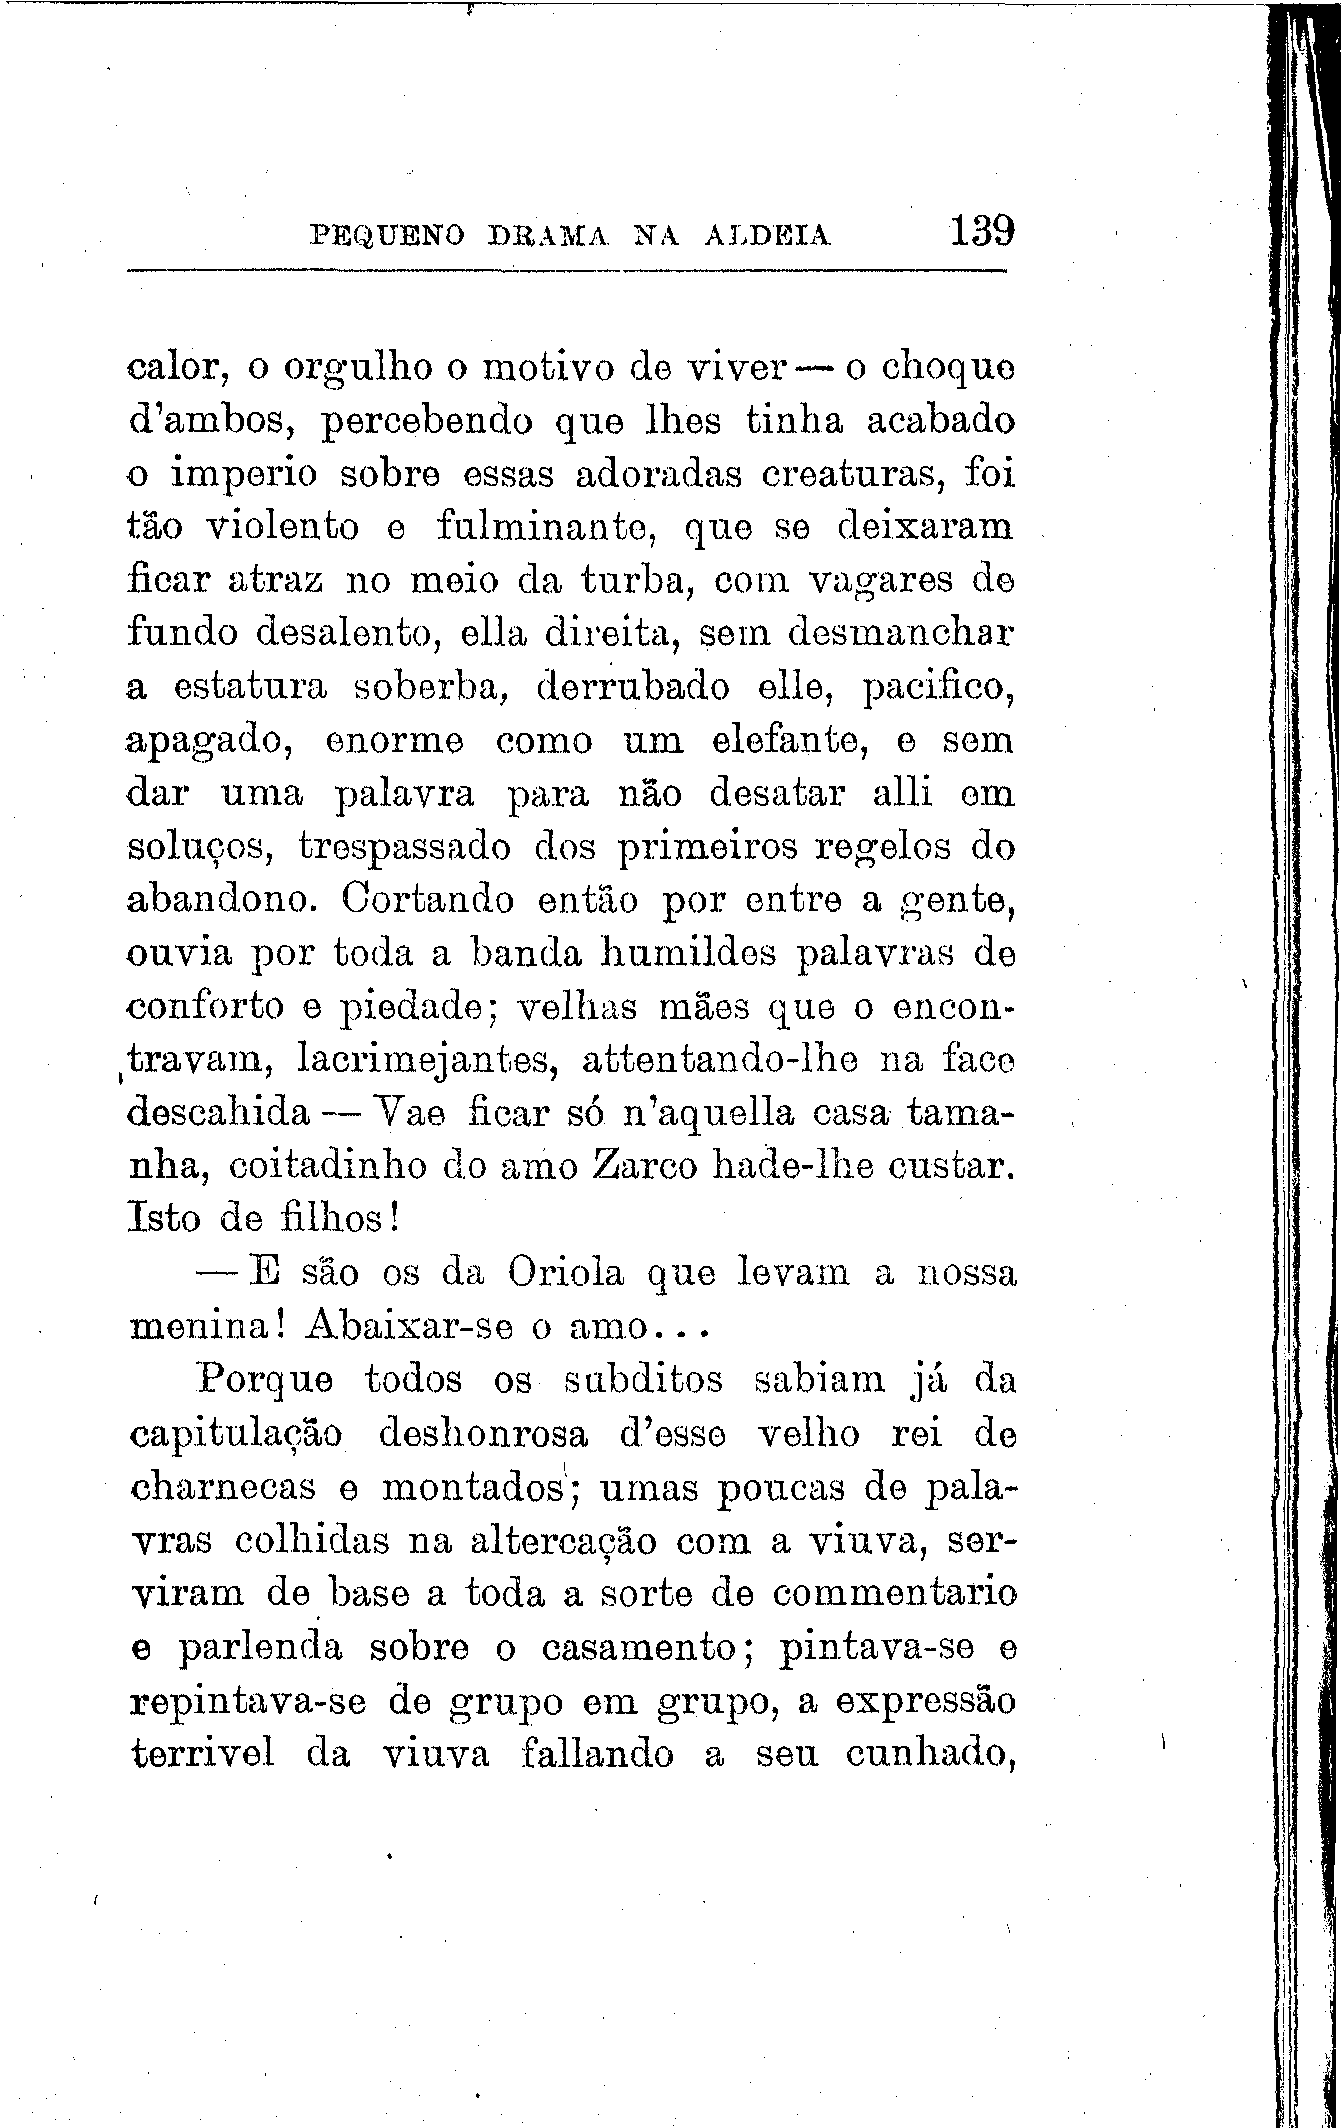 PEQUENO DRAMA NA ALDEIA 139
calor, o orgulho o motivo de viver — o choque
d'ambos, percebendo que lhes tinha acabado
o imperio sobre essas adoradas creaturas, foi
tão violento e fulminante, que se deixaram
ficar atraz no meio da turba, com vagares de
fundo desalento, ella direita, sem desmanchar
a estatura soberba, derrubado elle, pacifico,
apagado, enorme como um elefante, e sem
dar uma palavra para não desatar alli em
soluços, trespassado dos primeiros regelos do
abandono. Cortando então por entre a gente,
ouvia por toda a banda humildes palavras de
conforto e piedade; velhas mães que o encon-
travam, lacrimejantes, attentando-lhe na face
descahida — Vae ficar só n'aquella casa tama-
nha, coitadinho do amo Zarco hade-lhe custar.
Isto de filhos!
— E são os da Oriola que levam a nossa
menina! Abaixar-se o amo...
Porque todos os subditos sabiam já da
capitulação deshonrosa d'esse velho rei de
charnecas e montados; umas poucas de pala-
vras colhidas na altercação com a viuva, ser-
viram de base a toda a sorte de commentario
e parlenda sobre o casamento; pintava-se e
repintava-se de grupo em grupo, a expressão
terrivel da viuva fallando a seu cunhado,